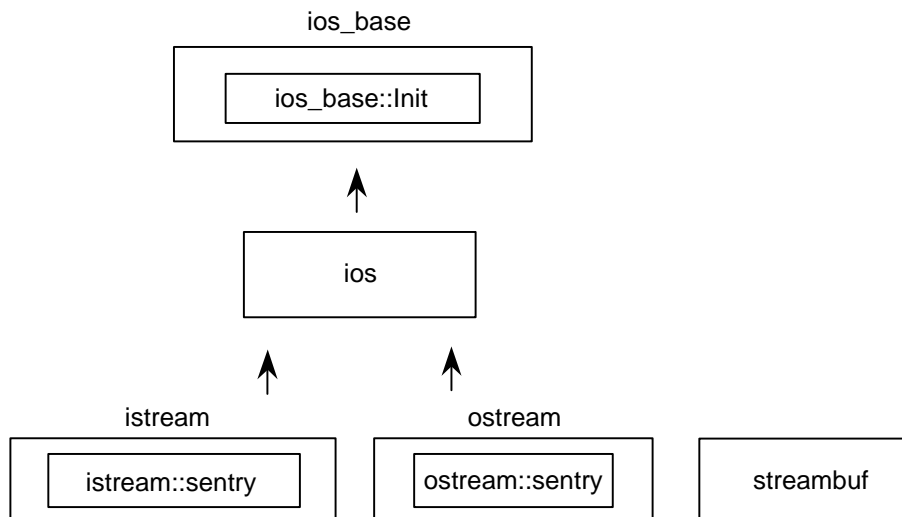 ios_base
ios_base::Init
ios
istream
ostream
istream::sentry
ostream::sentry
streambuf